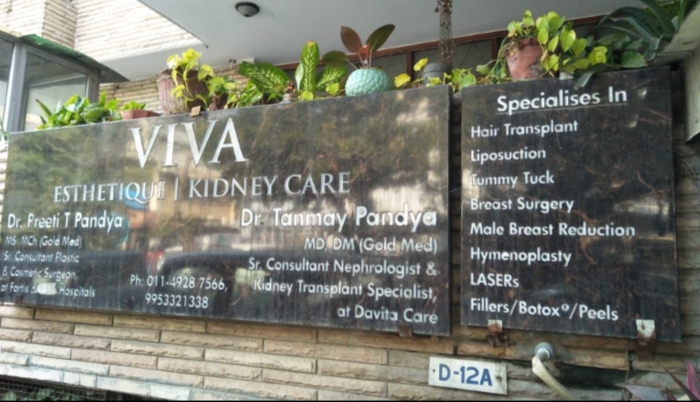 VIVA
ESTHETIQUE | KIDNEY CARE
Dr. Preeti T Pandya
MS, MCh (Gold Med)
Sr. Consultant Plastic
& Cosmetic Surgeon
at Fortis Hospitals
Ph: 011-4928 7566,
9953321338
Dr. Tanmay Pandya
MD, DM (Gold Med)
Sr. Consultant Nephrologist &
Kidney Transplant Specialist,
at Davita Care
Specialises In
Hair Transplant
Liposuction
Tummy Tuck
Breast Surgery
Male Breast Reduction
Hymenoplasty
LASERs
Fillers/Botox®/Peels
D-12A